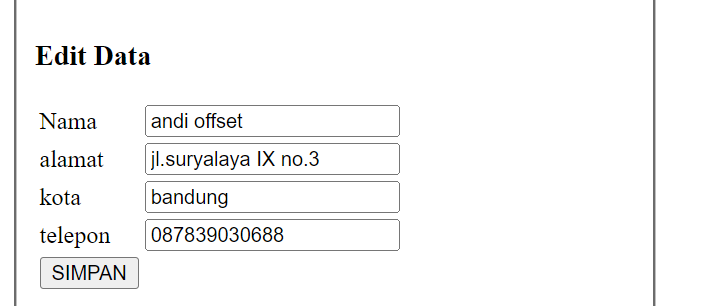 Edit Data
Nama andi offset
alamat jl.suryalaya IX no.3
kota bandung
telepon 087839030688
SIMPAN